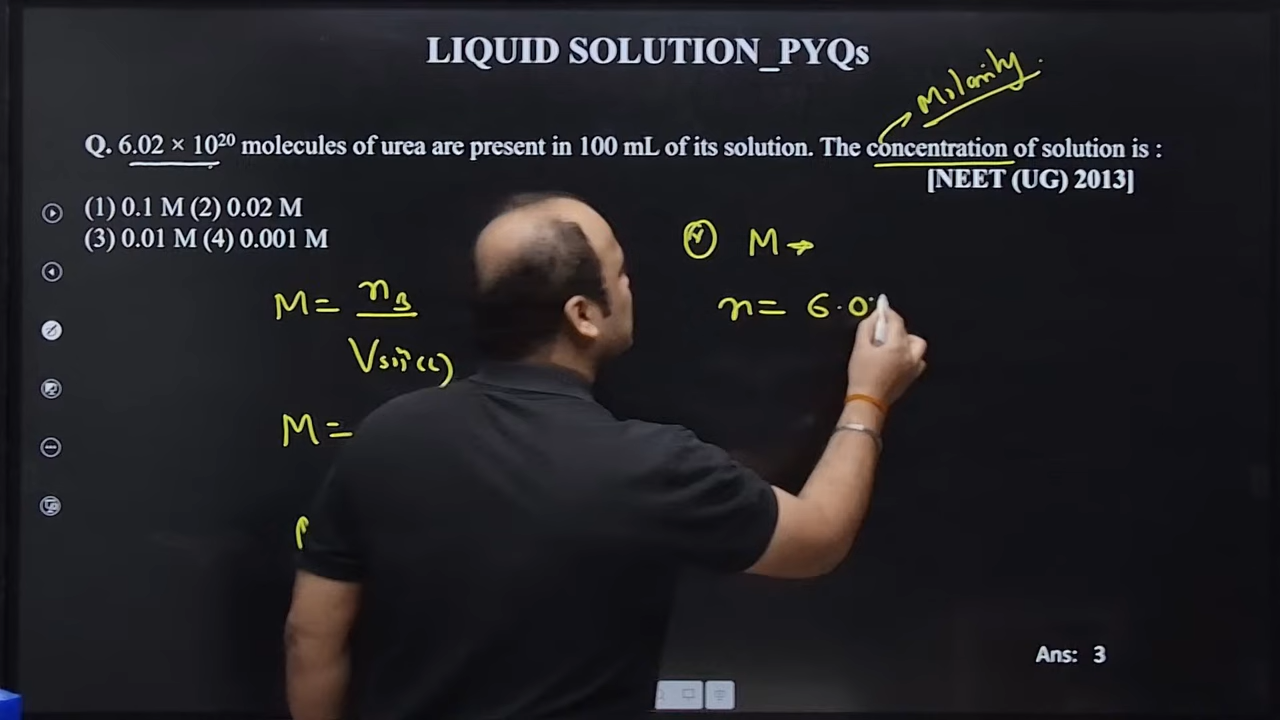 LIQUID SOLUTION_PYQs
Molarity.
Q. 6.02 × 10²⁰ molecules of urea are present in 100 mL of its solution. The concentration of solution is :
[NEET (UG) 2013]
(1) 0.1 M (2) 0.02 M
(3) 0.01 M (4) 0.001 M
M →
M = n_B
n = 6.0
M =
Ans: 3